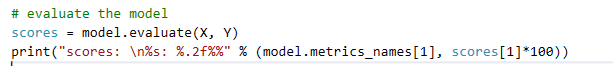 # evaluate the model
scores = model.evaluate(X, Y)
print("scores: \n%s: %.2f%%" % (model.metrics_names[1], scores[1]*100))